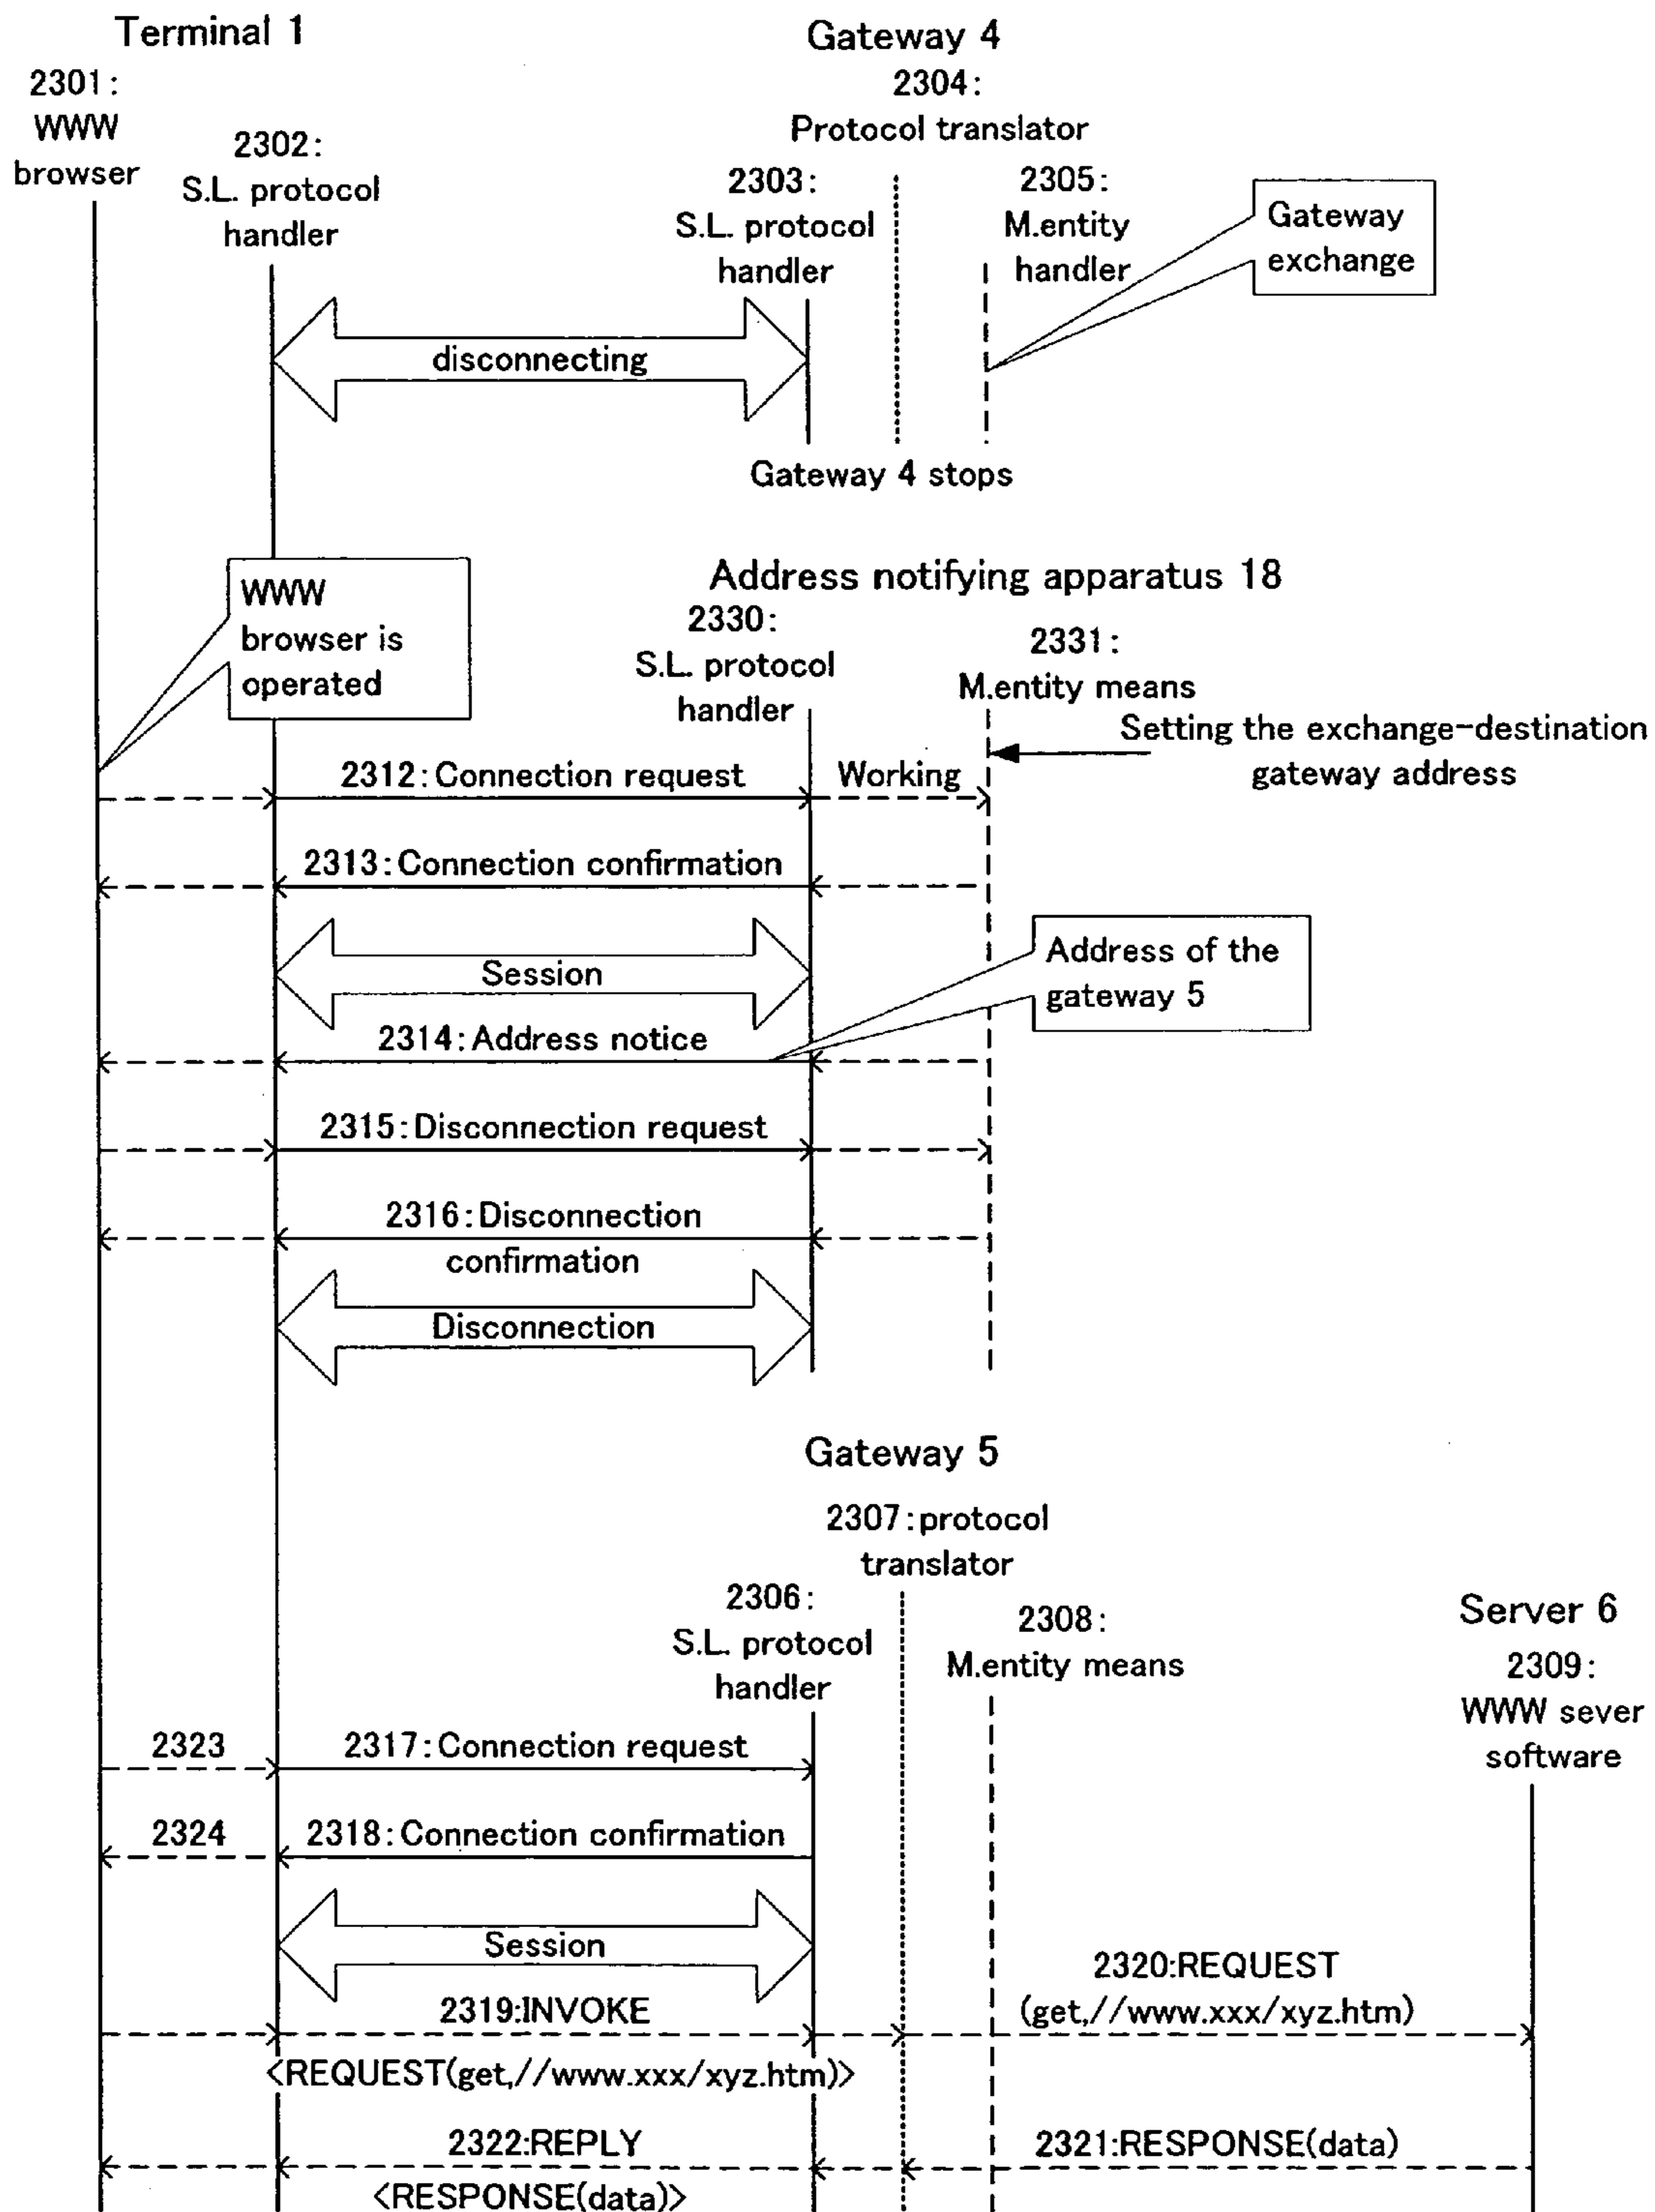 Terminal 1
Gateway 4
2301:
WWW
browser
2302:
S.L. protocol
handler
2304:
Protocol translator
2303:
S.L. protocol
handler
2305:
M.entity
handler
Gateway
exchange
disconnecting
Gateway 4 stops
WWW
browser is
operated
Address notifying apparatus 18
2330:
S.L. protocol
handler
2331:
M.entity means
Setting the exchange-destination
gateway address
2312:Connection request
Working
2313:Connection confirmation
Session
Address of the
gateway 5
2314:Address notice
2315:Disconnection request
2316:Disconnection
confirmation
Disconnection
Gateway 5
2307:protocol
translator
2306:
S.L. protocol
handler
2308:
M.entity means
Server 6
2309:
WWW sever
software
2323
2317:Connection request
2324
2318:Connection confirmation
Session
2319:INVOKE
<REQUEST(get,//www.xxx/xyz.htm)>
2320:REQUEST
(get,//www.xxx/xyz.htm)
2322:REPLY
<RESPONSE(data)>
2321:RESPONSE(data)